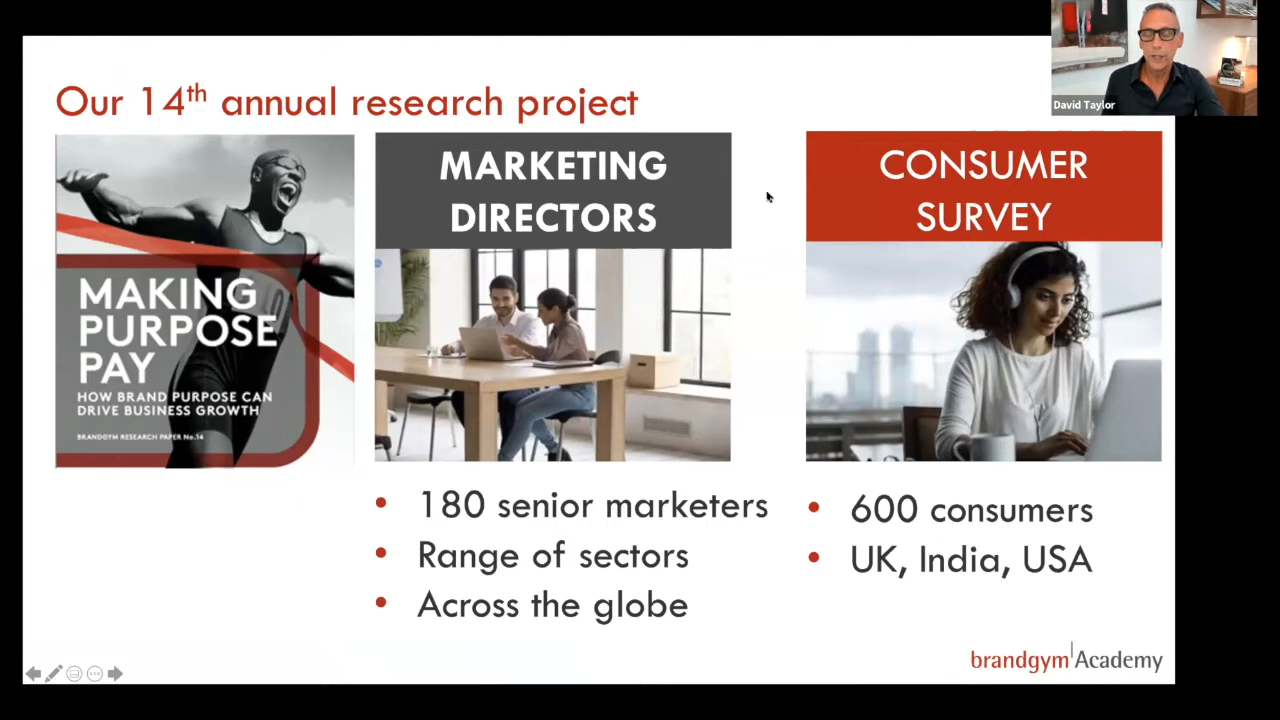 David Taylor
Our 14th annual research project
MAKING
PURPOSE
PAY
HOW BRAND PURPOSE CAN
DRIVE BUSINESS GROWTH
BRANDGYM RESEARCH PAPER No.14
MARKETING
DIRECTORS
• 180 senior marketers
• Range of sectors
• Across the globe
CONSUMER
SURVEY
• 600 consumers
• UK, India, USA
brandgym Academy